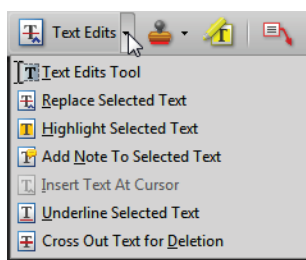 Text Edits
Text Edits Tool
Replace Selected Text
Highlight Selected Text
Add Note To Selected Text
Insert Text At Cursor
Underline Selected Text
Cross Out Text for Deletion